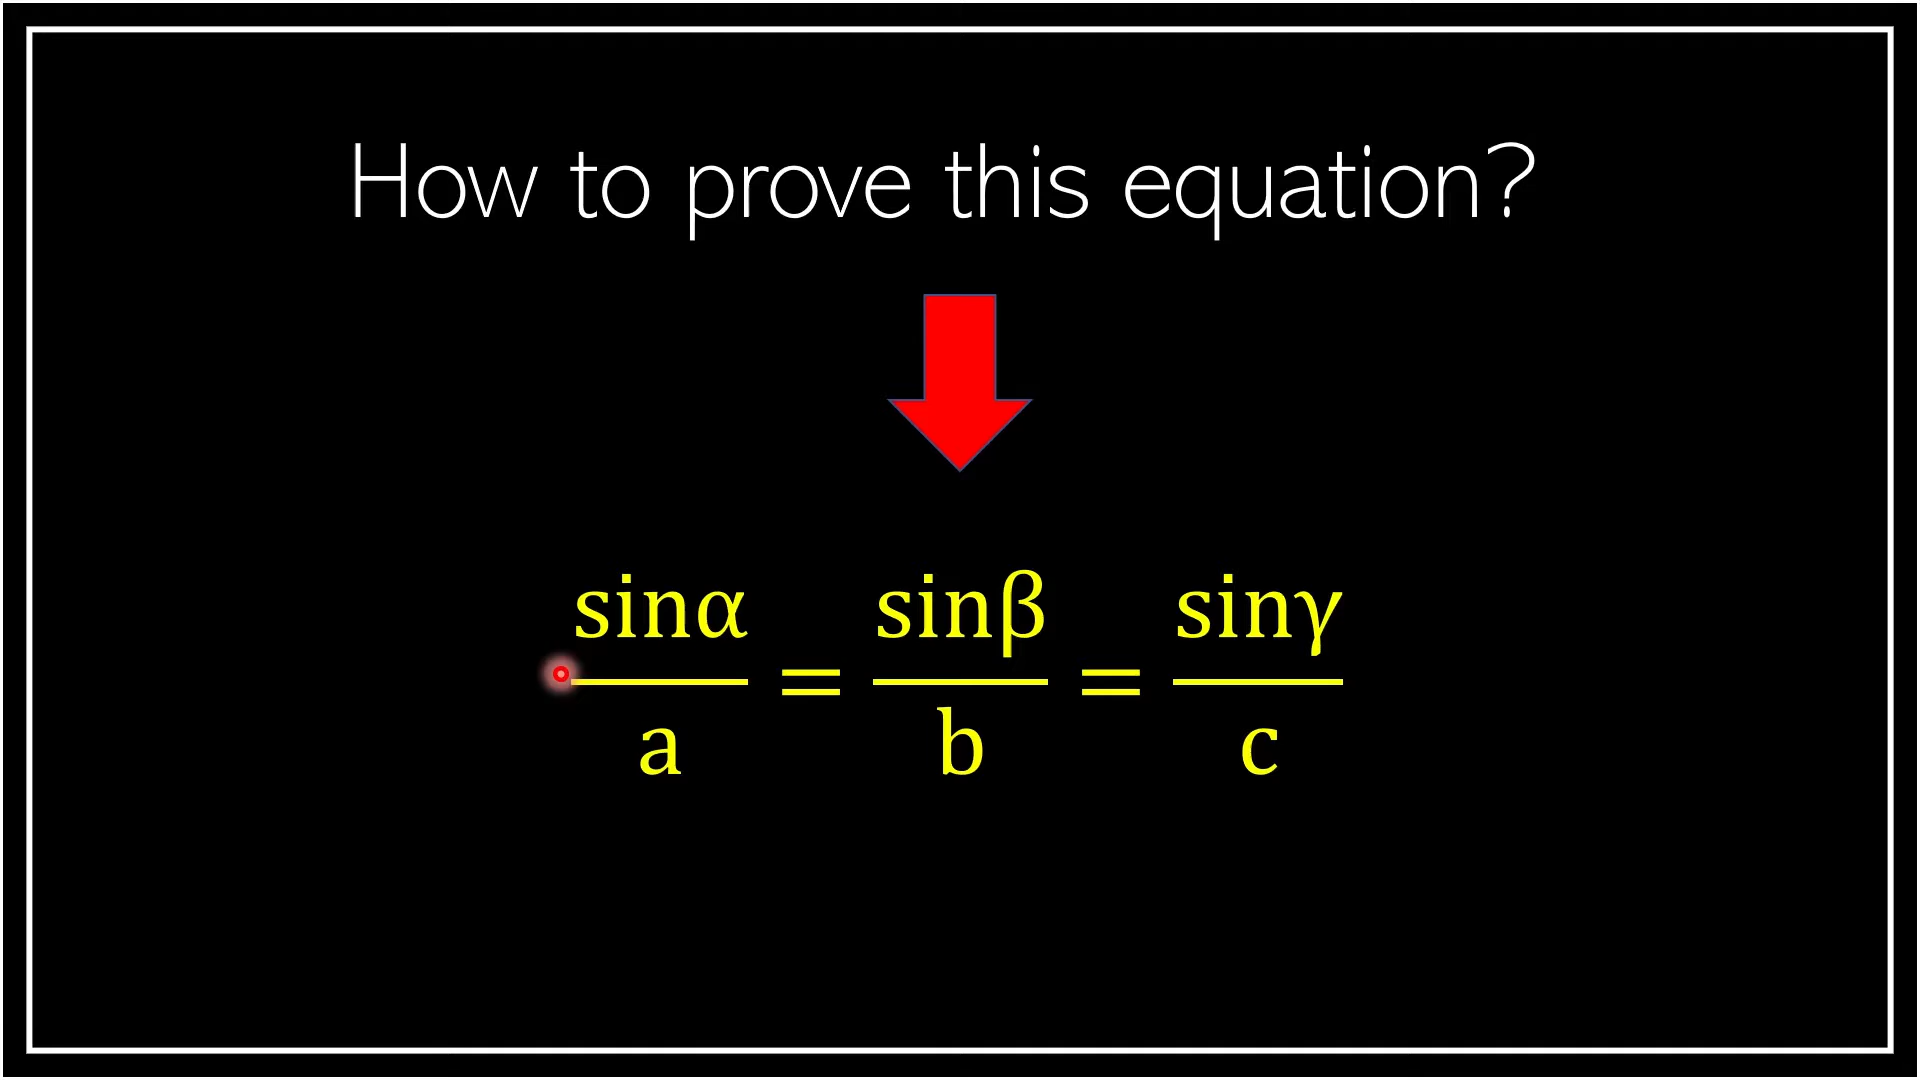 How to prove this equation?
sinα/a = sinβ/b = sinγ/c